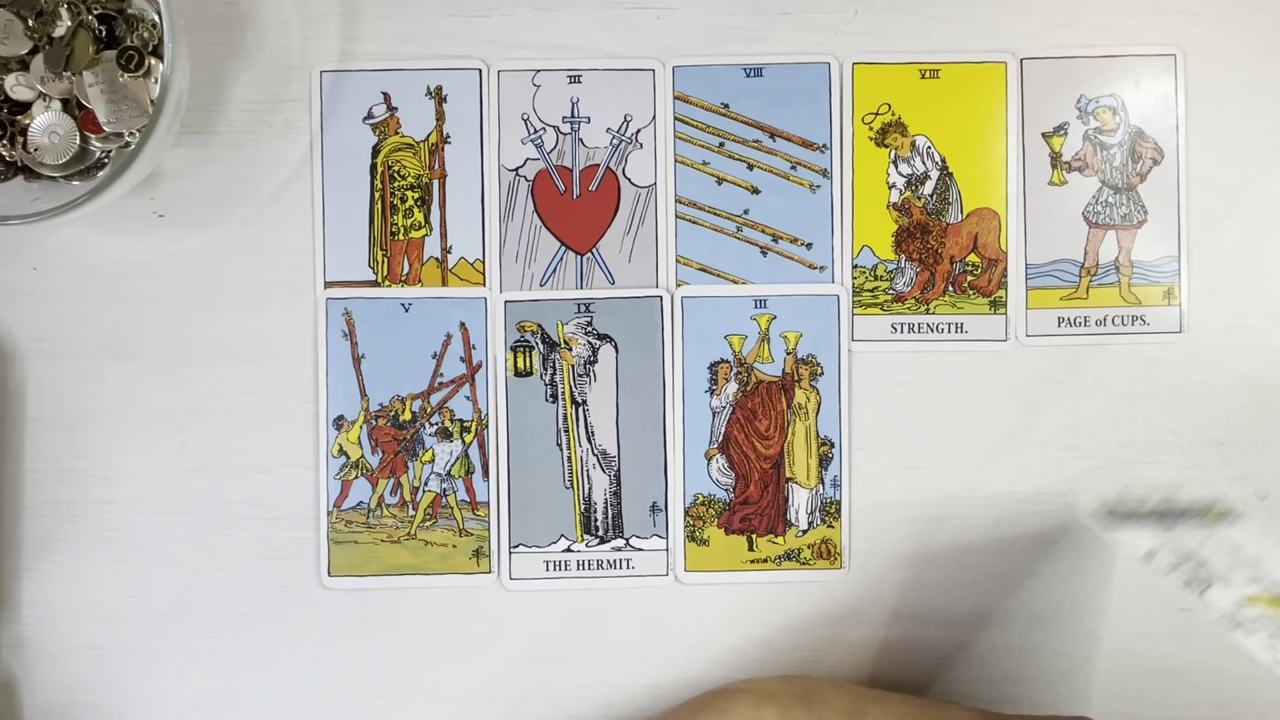 III
VIII
VIII
STRENGTH.
PAGE of CUPS.
V
IX
III
THE HERMIT.